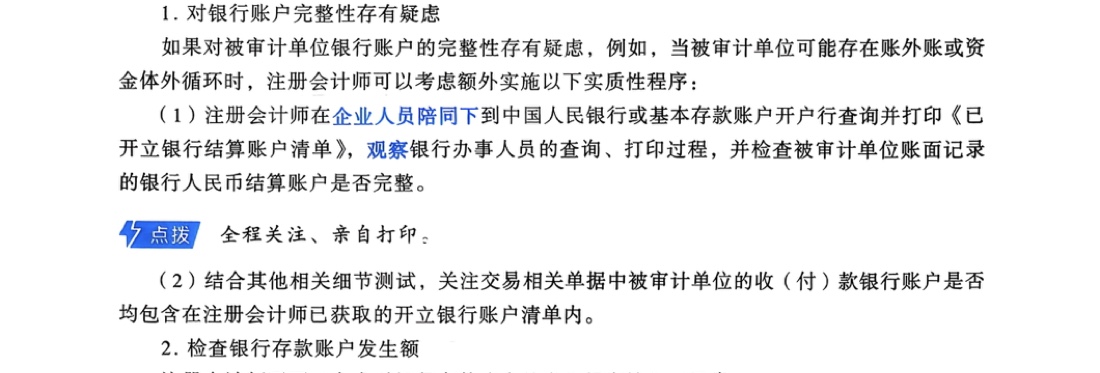 1. 对银行账户完整性存有疑虑
如果对被审计单位银行账户的完整性存有疑虑，例如，当被审计单位可能存在账外账或资
金体外循环时，注册会计师可以考虑额外实施以下实质性程序：
（1）注册会计师在企业人员陪同下到中国人民银行或基本存款账户开户行查询并打印《已
开立银行结算账户清单》，观察银行办事人员的查询、打印过程，并检查被审计单位账面记录
的银行人民币结算账户是否完整。
点拨 全程关注、亲自打印。
（2）结合其他相关细节测试，关注交易相关单据中被审计单位的收（付）款银行账户是否
均包含在注册会计师已获取的开立银行账户清单内。
2. 检查银行存款账户发生额